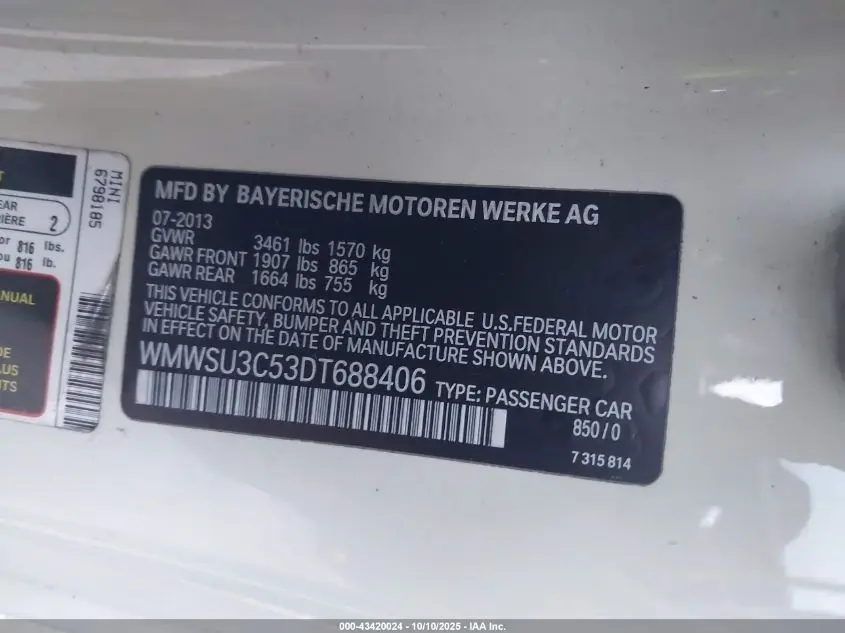 MINI
6798185
2
or 816 lbs.
ou 816 lb.
ANUAL
MFD BY BAYERISCHE MOTOREN WERKE AG
07-2013
GVWR 3461 lbs 1570 kg
GAWR FRONT 1907 lbs 865 kg
GAWR REAR 1664 lbs 755 kg
THIS VEHICLE CONFORMS TO ALL APPLICABLE U.S.FEDERAL MOTOR
VEHICLE SAFETY, BUMPER AND THEFT PREVENTION STANDARDS
IN EFFECT ON THE DATE OF MANUFACTURE SHOWN ABOVE.
WMWSU3C53DT688406 TYPE: PASSENGER CAR
850/0
7 315 814
000-43420024 - 10/10/2025 - IAA Inc.